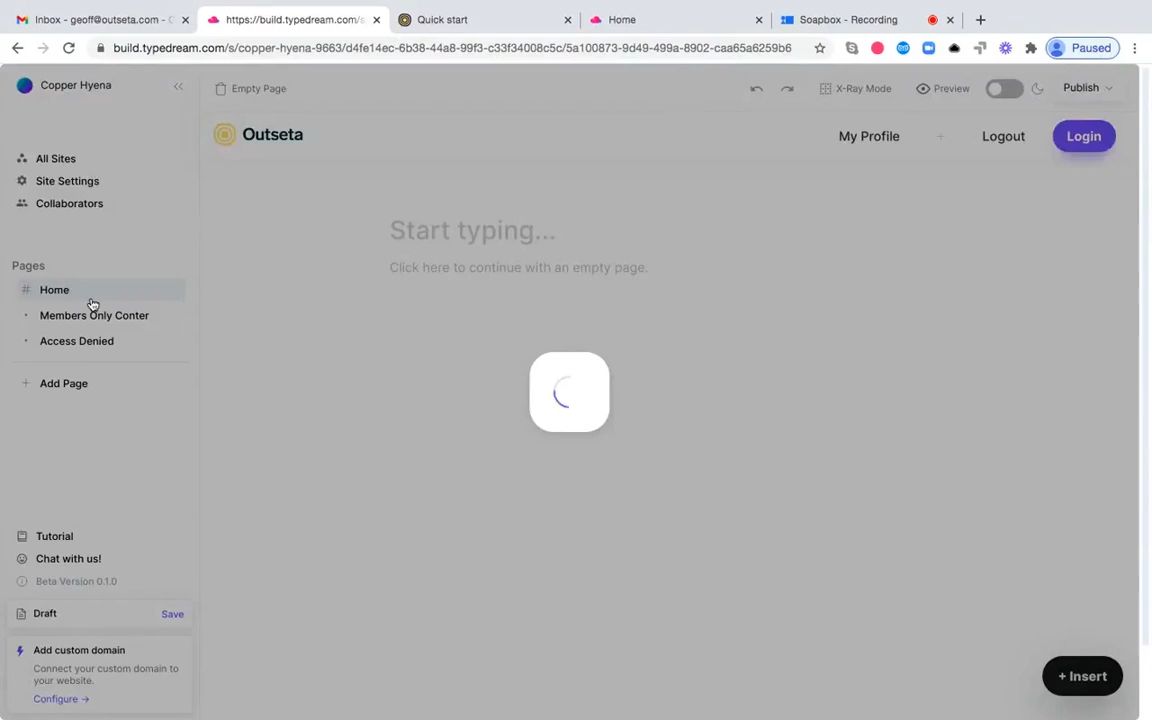 Inbox - geoff@outseta.com - 
https://build.typedream.com/s
Quick start
Home
Soapbox - Recording
build.typedream.com/s/copper-hyena-9663/d4fe14ec-6b38-44a8-99f3-c33f34008c5c/5a100873-9d49-499a-8902-caa65a6259b6
Paused
Copper Hyena
Empty Page
X-Ray Mode
Preview
Publish
Outseta
My Profile
+
Logout
Login
All Sites
Site Settings
Collaborators
Start typing...
Click here to continue with an empty page.
Pages
# Home
Members Only Conter
Access Denied
+ Add Page
Tutorial
Chat with us!
Beta Version 0.1.0
Draft
Save
Add custom domain
Connect your custom domain to
your website.
Configure →
+ Insert